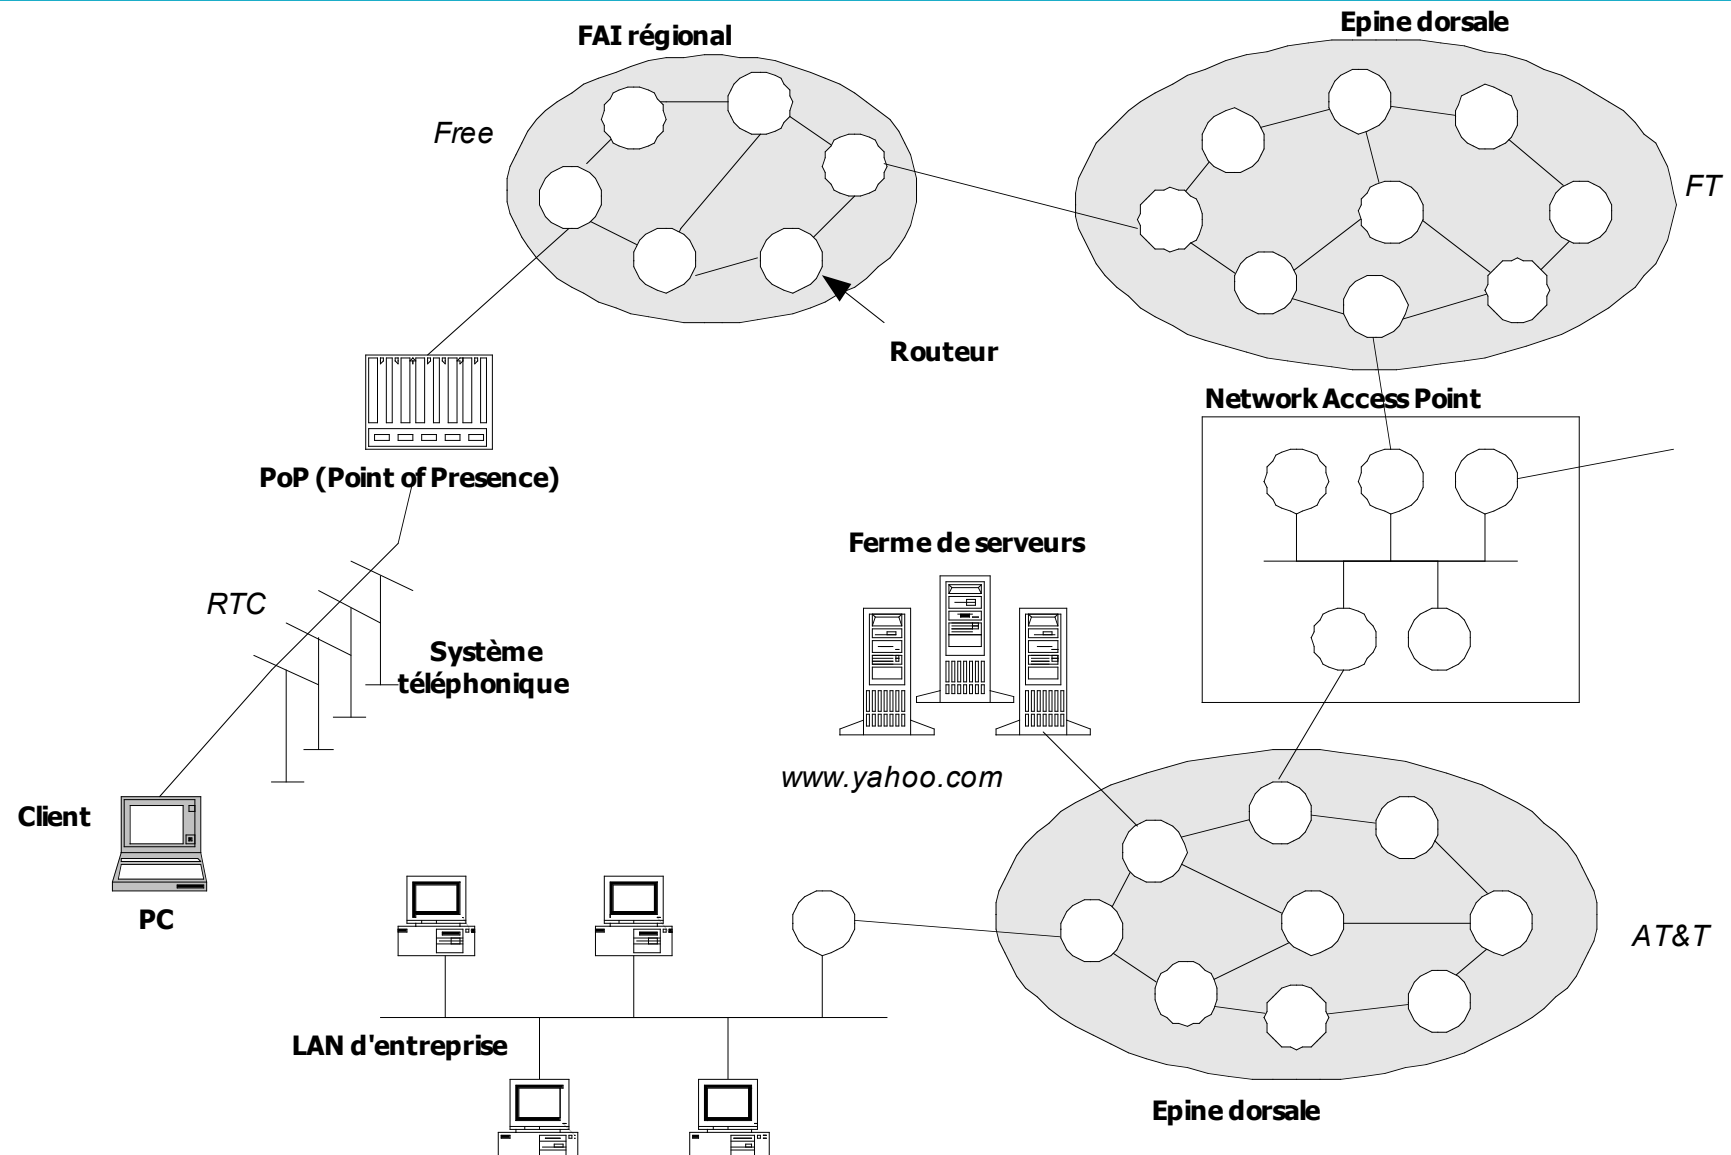 Epine dorsale
FAI régional
Free
FT
Routeur
Network Access Point
PoP (Point of Presence)
Ferme de serveurs
RTC
Système
téléphonique
www.yahoo.com
Client
PC
AT&T
LAN d'entreprise
Epine dorsale